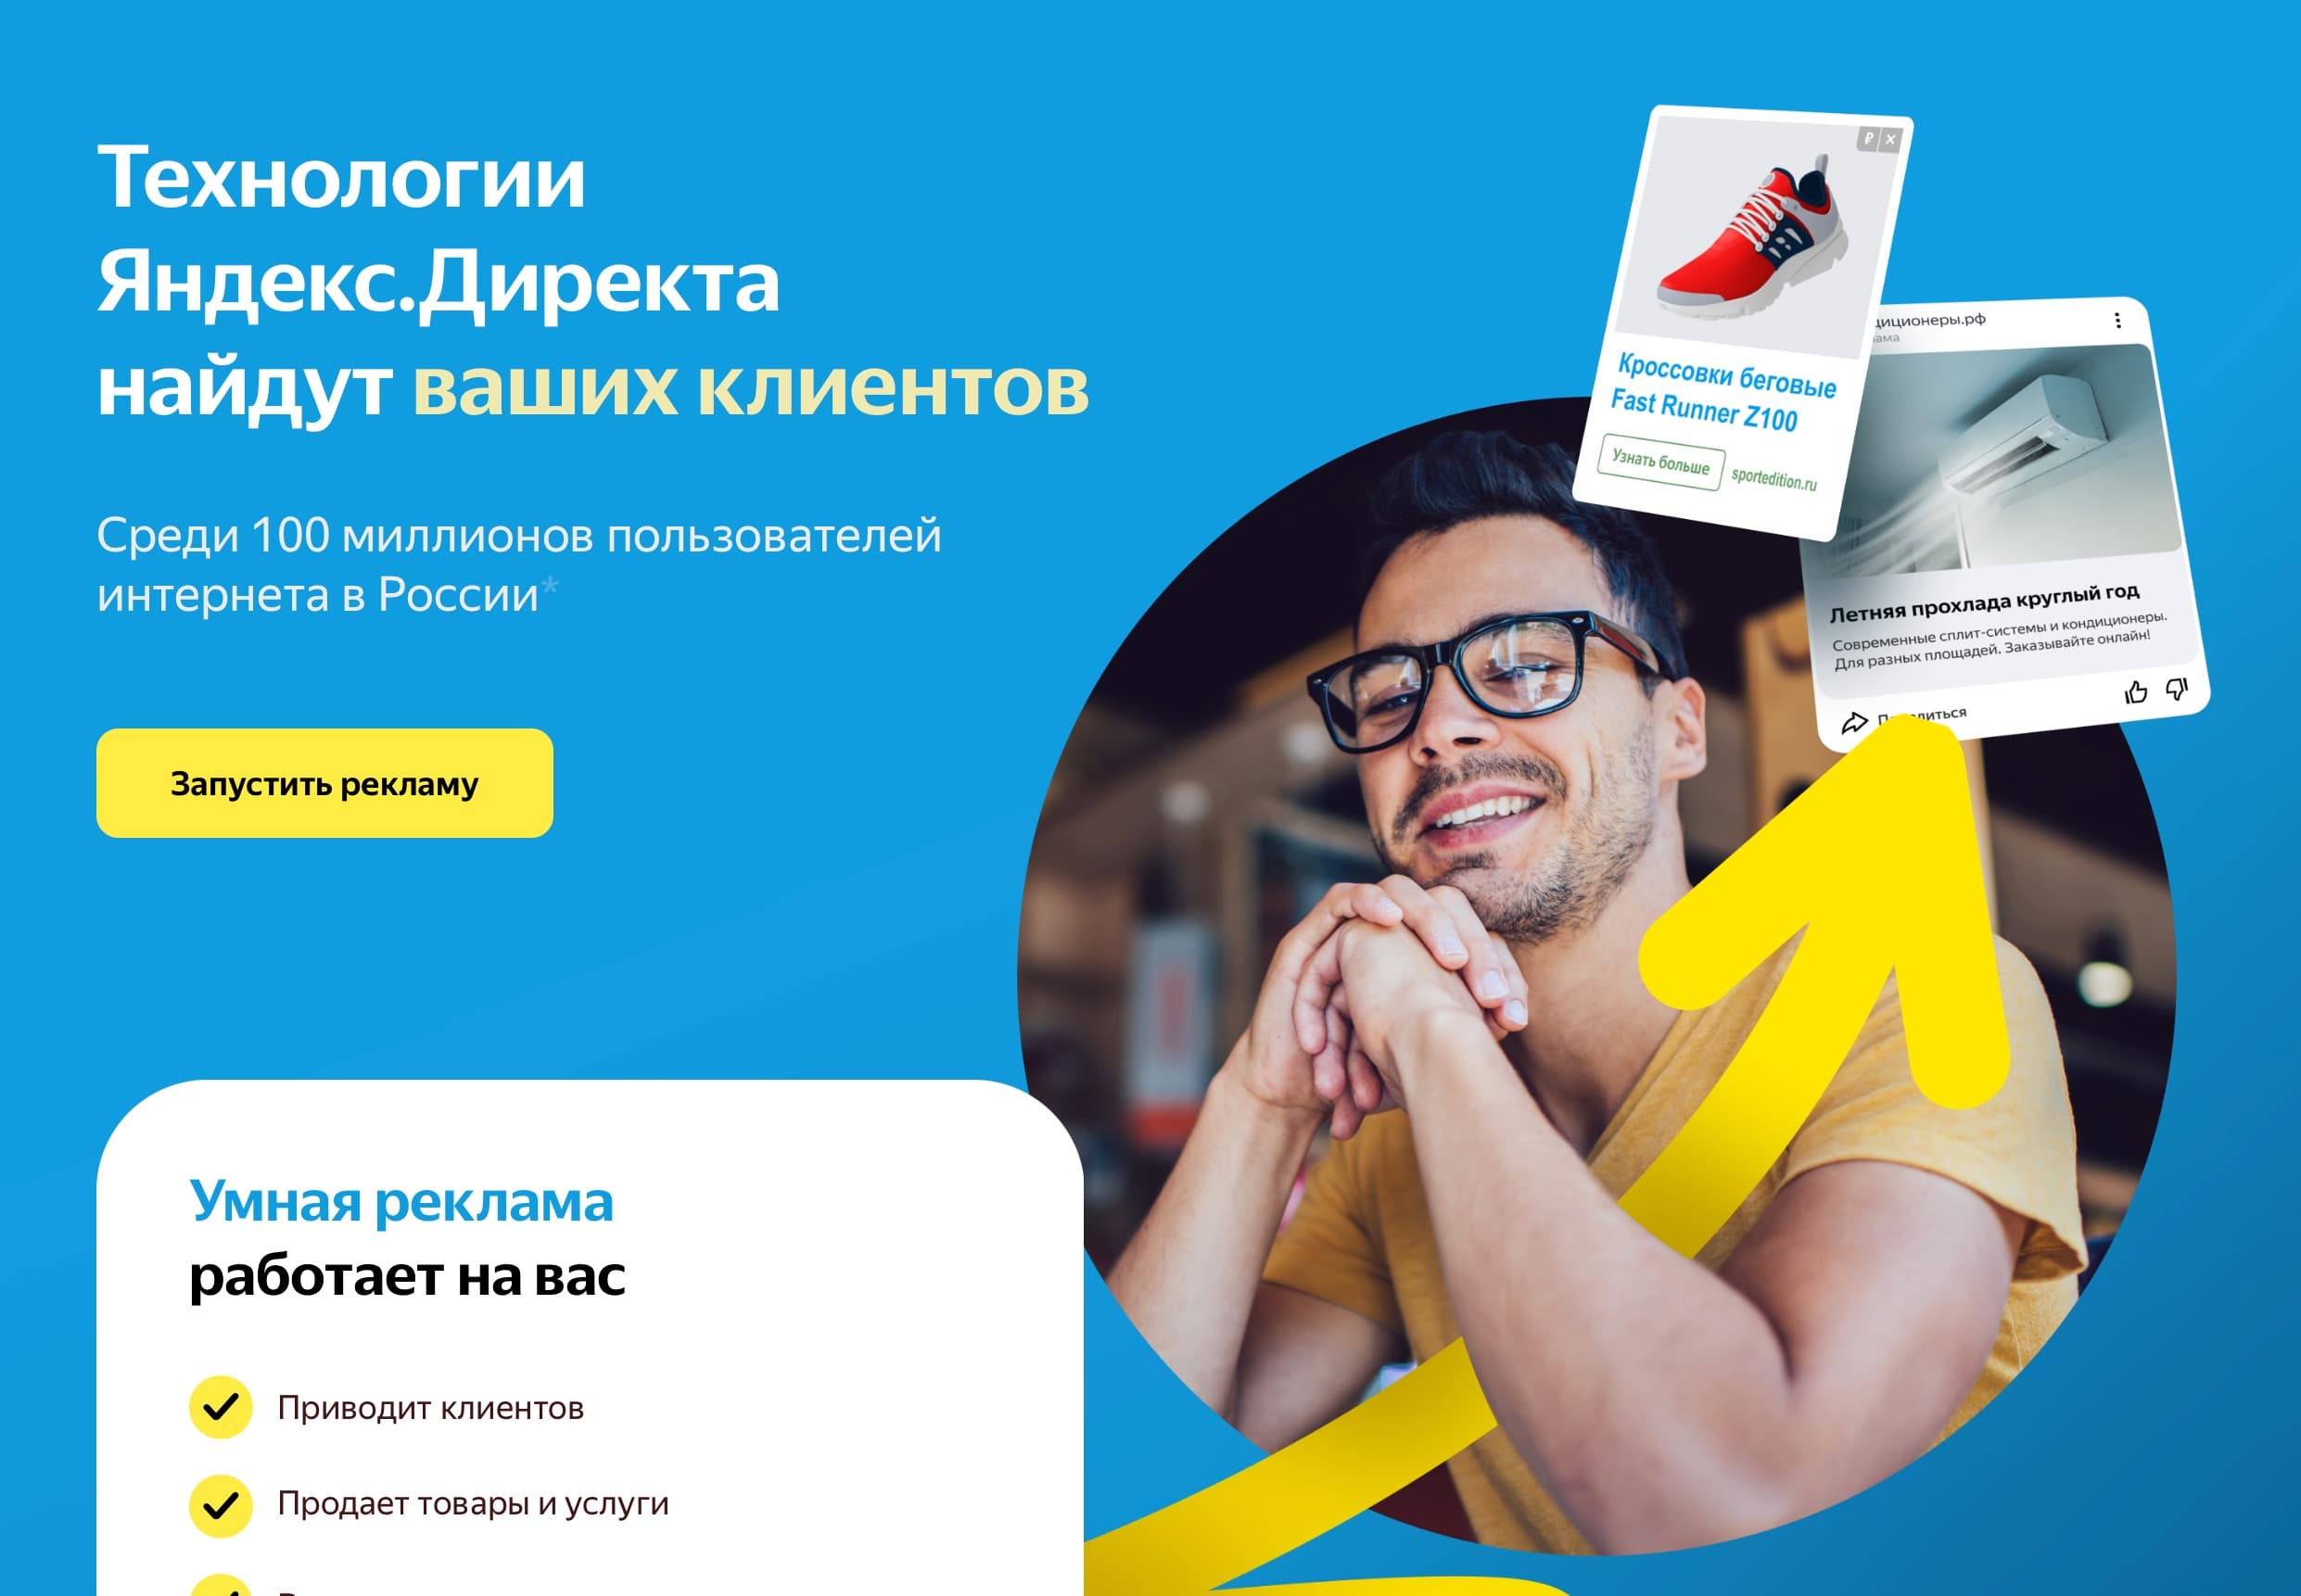 Технологии
Яндекс.Директа
найдут ваших клиентов
Среди 100 миллионов пользователей
интернета в России*
Запустить рекламу
₽ ×
Кроссовки беговые
Fast Runner Z100
Узнать больше sportedition.ru
Летняя прохлада круглый год
Современные сплит-системы и кондиционеры.
Для разных площадей. Заказывайте онлайн!
Умная реклама
работает на вас
Приводит клиентов
Продает товары и услуги